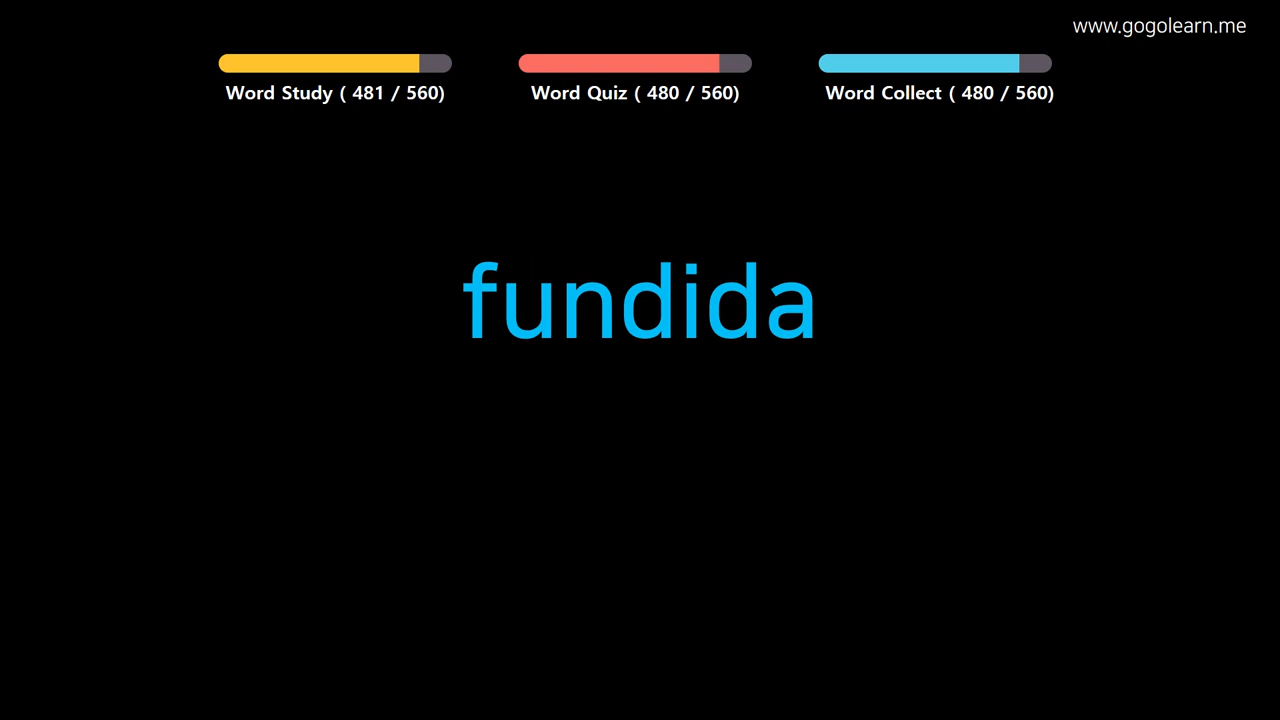 www.gogolearn.me
Word Study ( 481 / 560)
Word Quiz ( 480 / 560)
Word Collect ( 480 / 560)
fundida